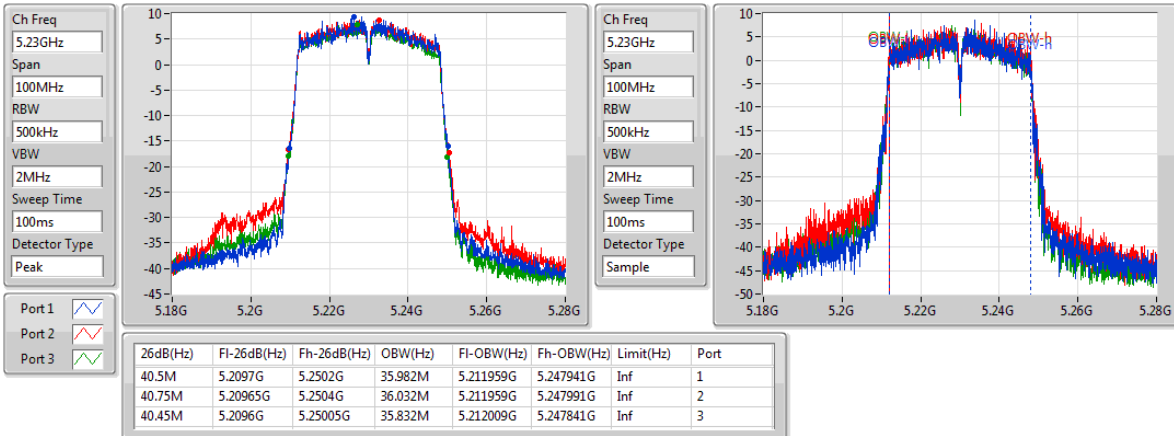 Ch Freq
5.23GHz
Span
100MHz
RBW
500kHz
VBW
2MHz
Sweep Time
100ms
Detector Type
Peak
Port 1
Port 2
Port 3
10
5
0
-5
-10
-15
-20
-25
-30
-35
-40
-45
5.18G 5.2G 5.22G 5.24G 5.26G 5.28G
Ch Freq
5.23GHz
Span
100MHz
RBW
500kHz
VBW
2MHz
Sweep Time
100ms
Detector Type
Sample
10
5
0
-5
-10
-15
-20
-25
-30
-35
-40
-45
-50
5.18G 5.2G 5.22G 5.24G 5.26G 5.28G
OBW-h
26dB(Hz) Fl-26dB(Hz) Fh-26dB(Hz) OBW(Hz) Fl-OBW(Hz) Fh-OBW(Hz) Limit(Hz) Port
40.5M 5.2097G 5.2502G 35.982M 5.211959G 5.247941G Inf 1
40.75M 5.20965G 5.2504G 36.032M 5.211959G 5.247991G Inf 2
40.45M 5.2096G 5.25005G 35.832M 5.212009G 5.247841G Inf 3